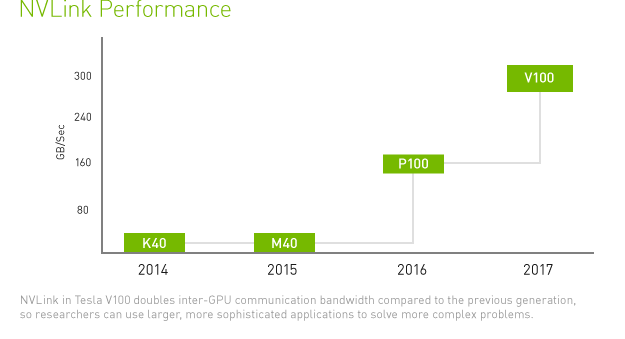 NVLink Performance
300
V100
240
GB/Sec
160
P100
80
K40
M40
2014
2015
2016
2017
NVLink in Tesla V100 doubles inter-GPU communication bandwidth compared to the previous generation,
so researchers can use larger, more sophisticated applications to solve more complex problems.